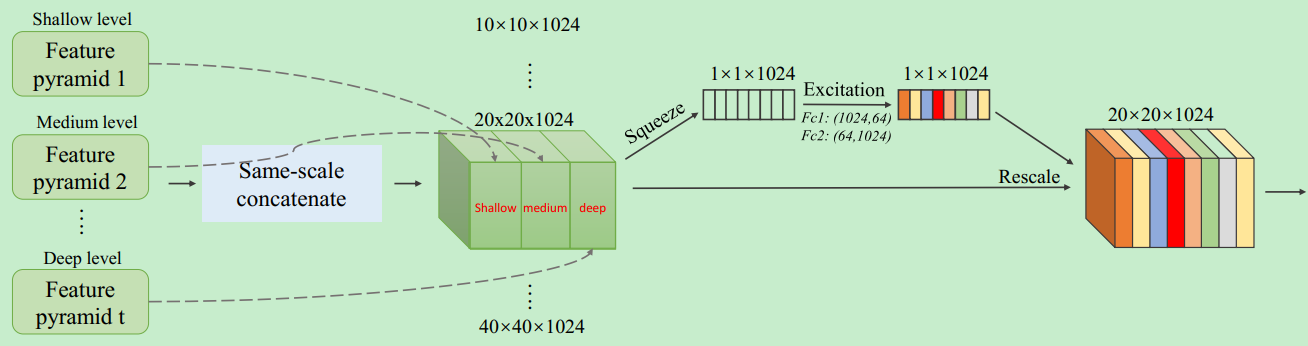 Shallow level
Feature
pyramid 1
Medium level
Feature
pyramid 2
Deep level
Feature
pyramid t
Same-scale
concatenate
10×10×1024
20x20x1024
Shallow
medium
deep
40×40×1024
Squeeze
1×1×1024
Excitation
Fc1: (1024,64)
Fc2: (64,1024)
1×1×1024
Rescale
20×20×1024